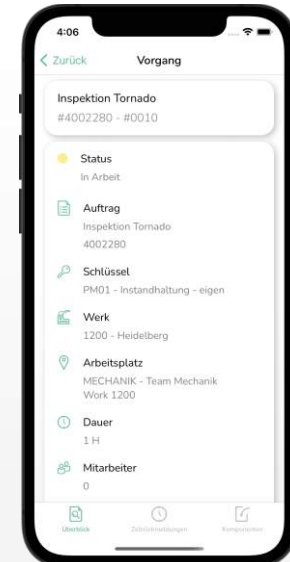 4:06
Zurück
Vorgang
Inspektion Tornado
#4002280 - #0010
Status
In Arbeit
Auftrag
Inspektion Tornado
4002280
Schlüssel
PM01 - Instandhaltung - eigen
Werk
1200 - Heidelberg
Arbeitsplatz
MECHANIK - Team Mechanik
Work 1200
Dauer
1 H
Mitarbeiter
0
Überblick
Zeitrückmeldungen
Komponenten